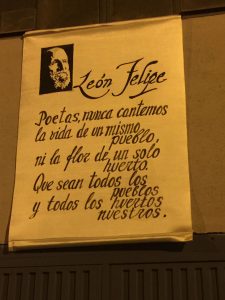 León Felipe
Poetas, nunca cantemos
la vida de un mismo
pueblo,
ni la flor de un solo
huerto.
Que sean todos los
pueblos
y todos los huertos
nuestros.